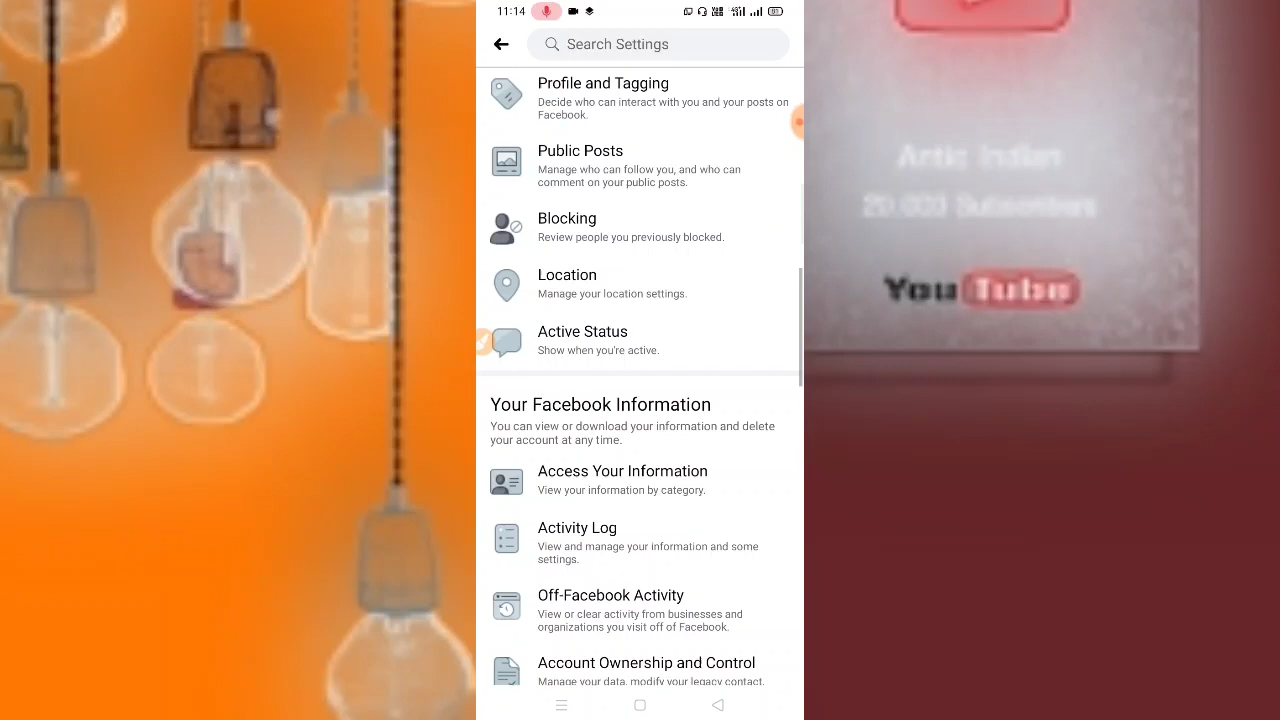 11:14
Search Settings
Profile and Tagging
Decide who can interact with you and your posts on
Facebook.
Public Posts
Manage who can follow you, and who can
comment on your public posts.
Blocking
Review people you previously blocked.
Location
Manage your location settings.
Active Status
Show when you're active.
Your Facebook Information
You can view or download your information and delete
your account at any time.
Access Your Information
View your information by category.
Activity Log
View and manage your information and some
settings.
Off-Facebook Activity
View or clear activity from businesses and
organizations you visit off of Facebook.
Account Ownership and Control
Manage your data, modify your legacy contact.
Indian
Subscribers
YouTube